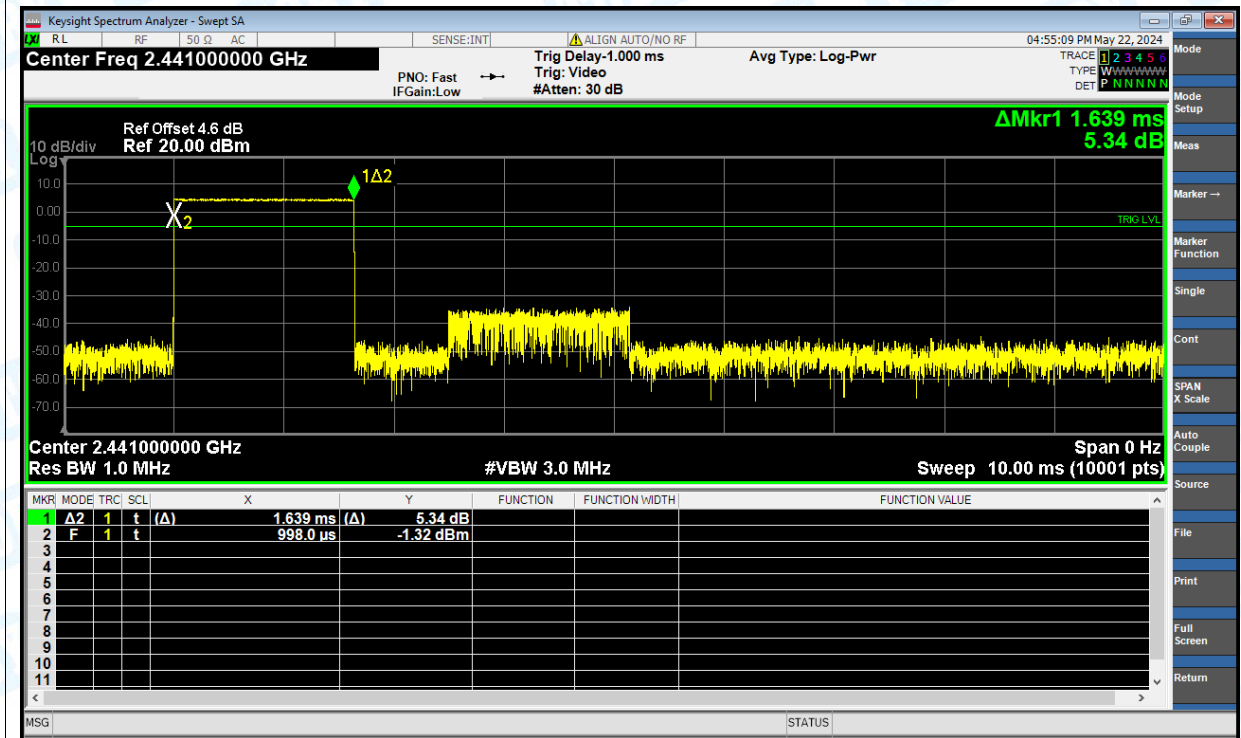 Keysight Spectrum Analyzer - Swept SA
LXI RL RF 50 Ω AC SENSE:INT ALIGN AUTO/NO RF 04:55:09 PM May 22, 2024
Center Freq 2.441000000 GHz
PNO: Fast
IFGain:Low
Trig Delay-1.000 ms
Trig: Video
#Atten: 30 dB
Avg Type: Log-Pwr
TRACE 1 2 3 4 5 6
TYPE WWWWWWW
DET P N N N N N
ΔMkr1 1.639 ms
5.34 dB
Ref Offset 4.6 dB
10 dB/div Ref 20.00 dBm
Log
10.0
0.00
-10.0
-20.0
-30.0
-40.0
-50.0
-60.0
-70.0
1Δ2
X2
TRIG LVL
Center 2.441000000 GHz Span 0 Hz
Res BW 1.0 MHz #VBW 3.0 MHz Sweep 10.00 ms (10001 pts)
MKR MODE TRC SCL X Y FUNCTION FUNCTION WIDTH FUNCTION VALUE
1 Δ2 1 t (Δ) 1.639 ms (Δ) 5.34 dB
2 F 1 t 998.0 µs -1.32 dBm
3
4
5
6
7
8
9
10
11
MSG STATUS
Mode
Mode
Setup
Meas
Marker →
Marker
Function
Single
Cont
SPAN
X Scale
Auto
Couple
Source
File
Print
Full
Screen
Return